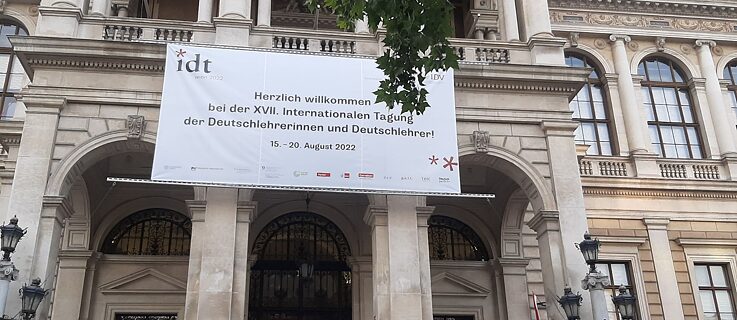 *idt
wien 2022
IDV
Herzlich willkommen
bei der XVII. Internationalen Tagung
der Deutschlehrerinnen und Deutschlehrer!
15. – 20. August 2022